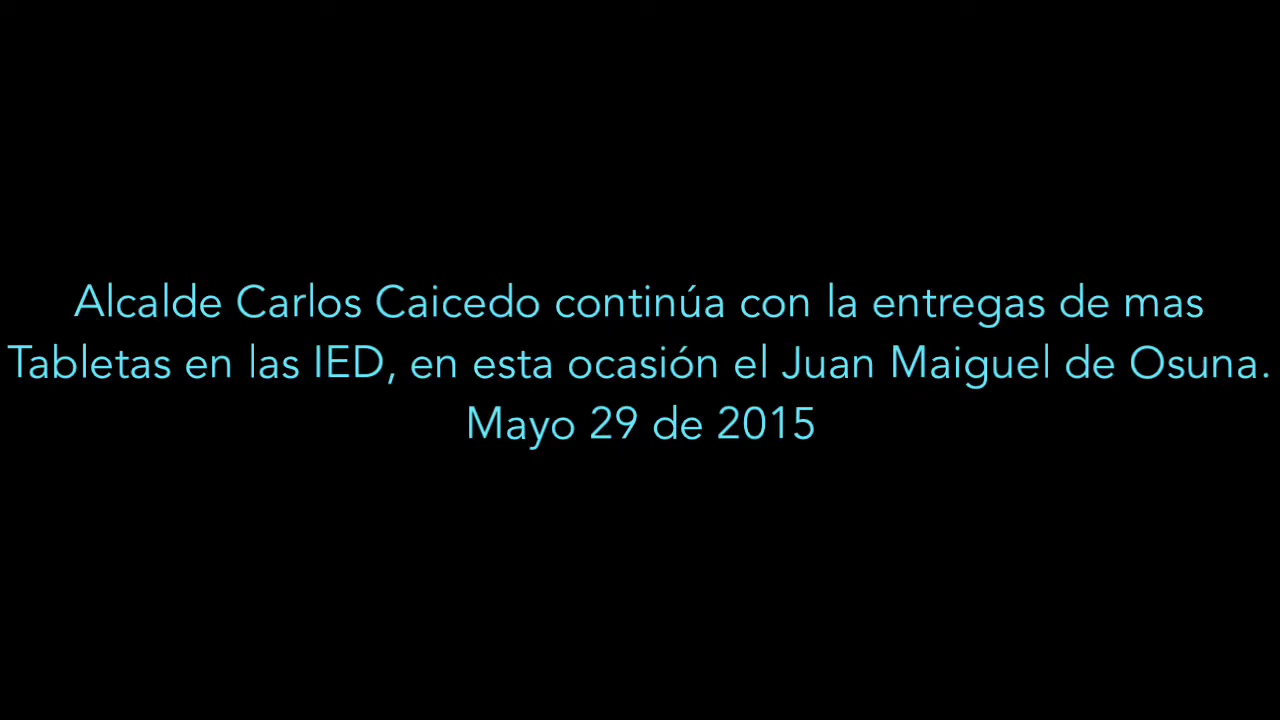 Alcalde Carlos Caicedo continúa con la entregas de mas
Tabletas en las IED, en esta ocasión el Juan Maiguel de Osuna.
Mayo 29 de 2015